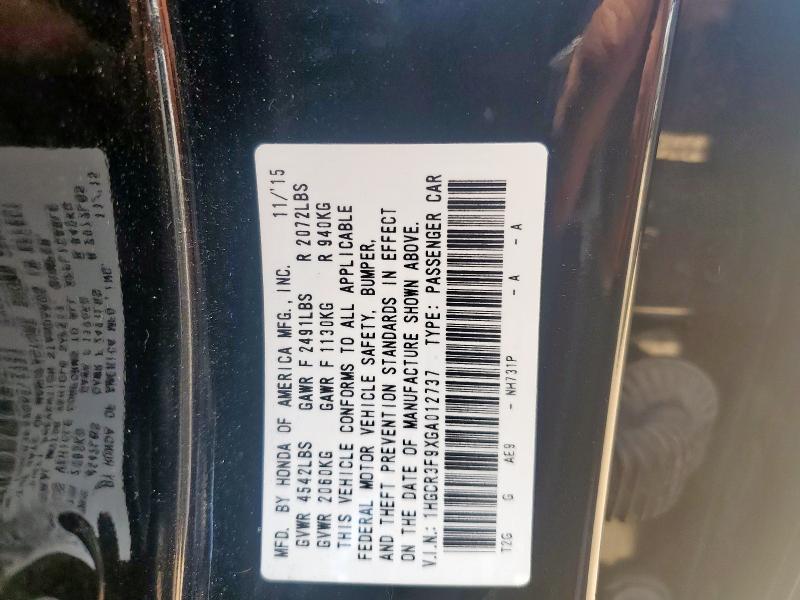 MFD. BY HONDA OF AMERICA MFG., INC. 11/'15
GVWR 4542LBS GAWR F 2491LBS R 2072LBS
GVWR 2060KG GAWR F 1130KG R 940KG
THIS VEHICLE CONFORMS TO ALL APPLICABLE
FEDERAL MOTOR VEHICLE SAFETY, BUMPER,
AND THEFT PREVENTION STANDARDS IN EFFECT
ON THE DATE OF MANUFACTURE SHOWN ABOVE.
V.I.N.: 1HGCR3F9XGA012737 TYPE: PASSENGER CAR
T2G G AE9 - NH731P - A - A